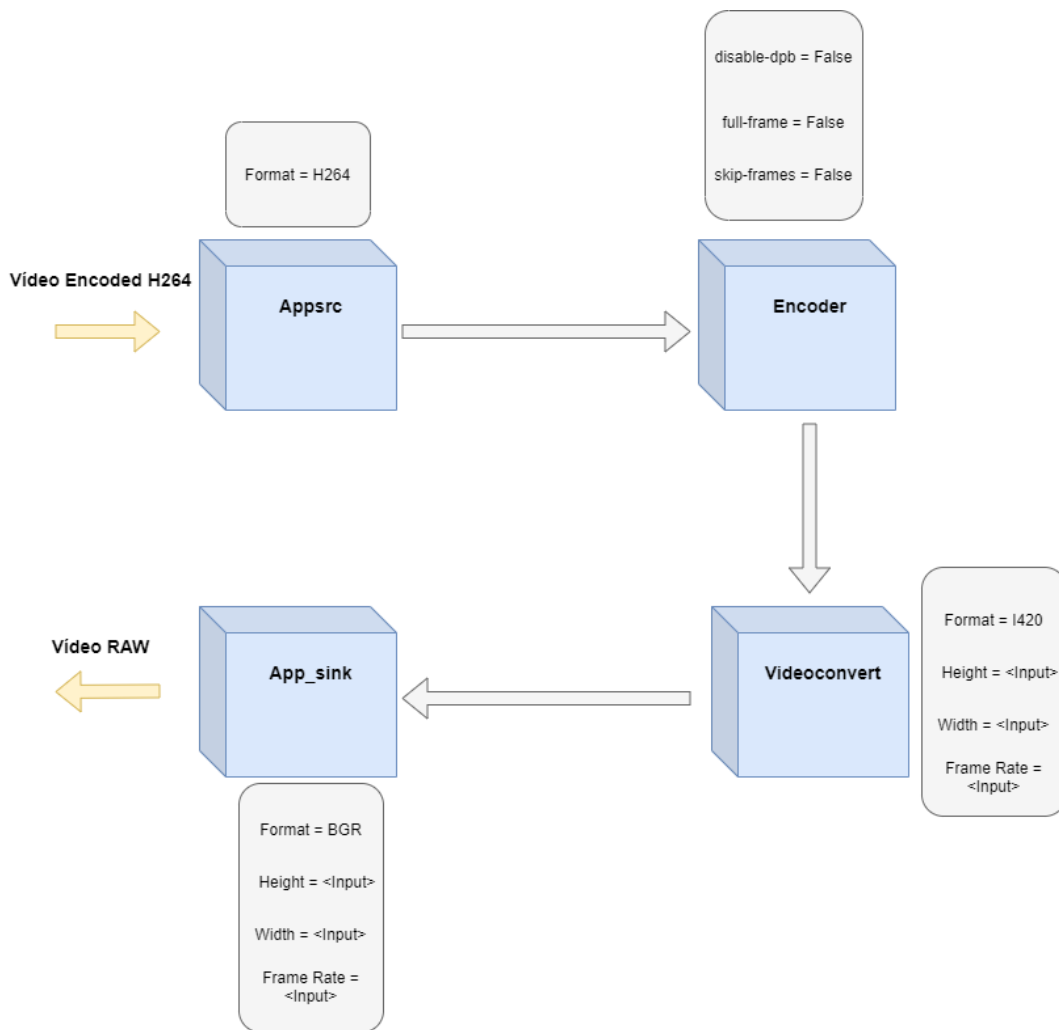 disable-dpb = False
full-frame = False
skip-frames = False
Format = H264
Vídeo Encoded H264
Appsrc
Encoder
Vídeo RAW
App_sink
Videoconvert
Format = I420
Height = <Input>
Width = <Input>
Frame Rate =
<Input>
Format = BGR
Height = <Input>
Width = <Input>
Frame Rate =
<Input>